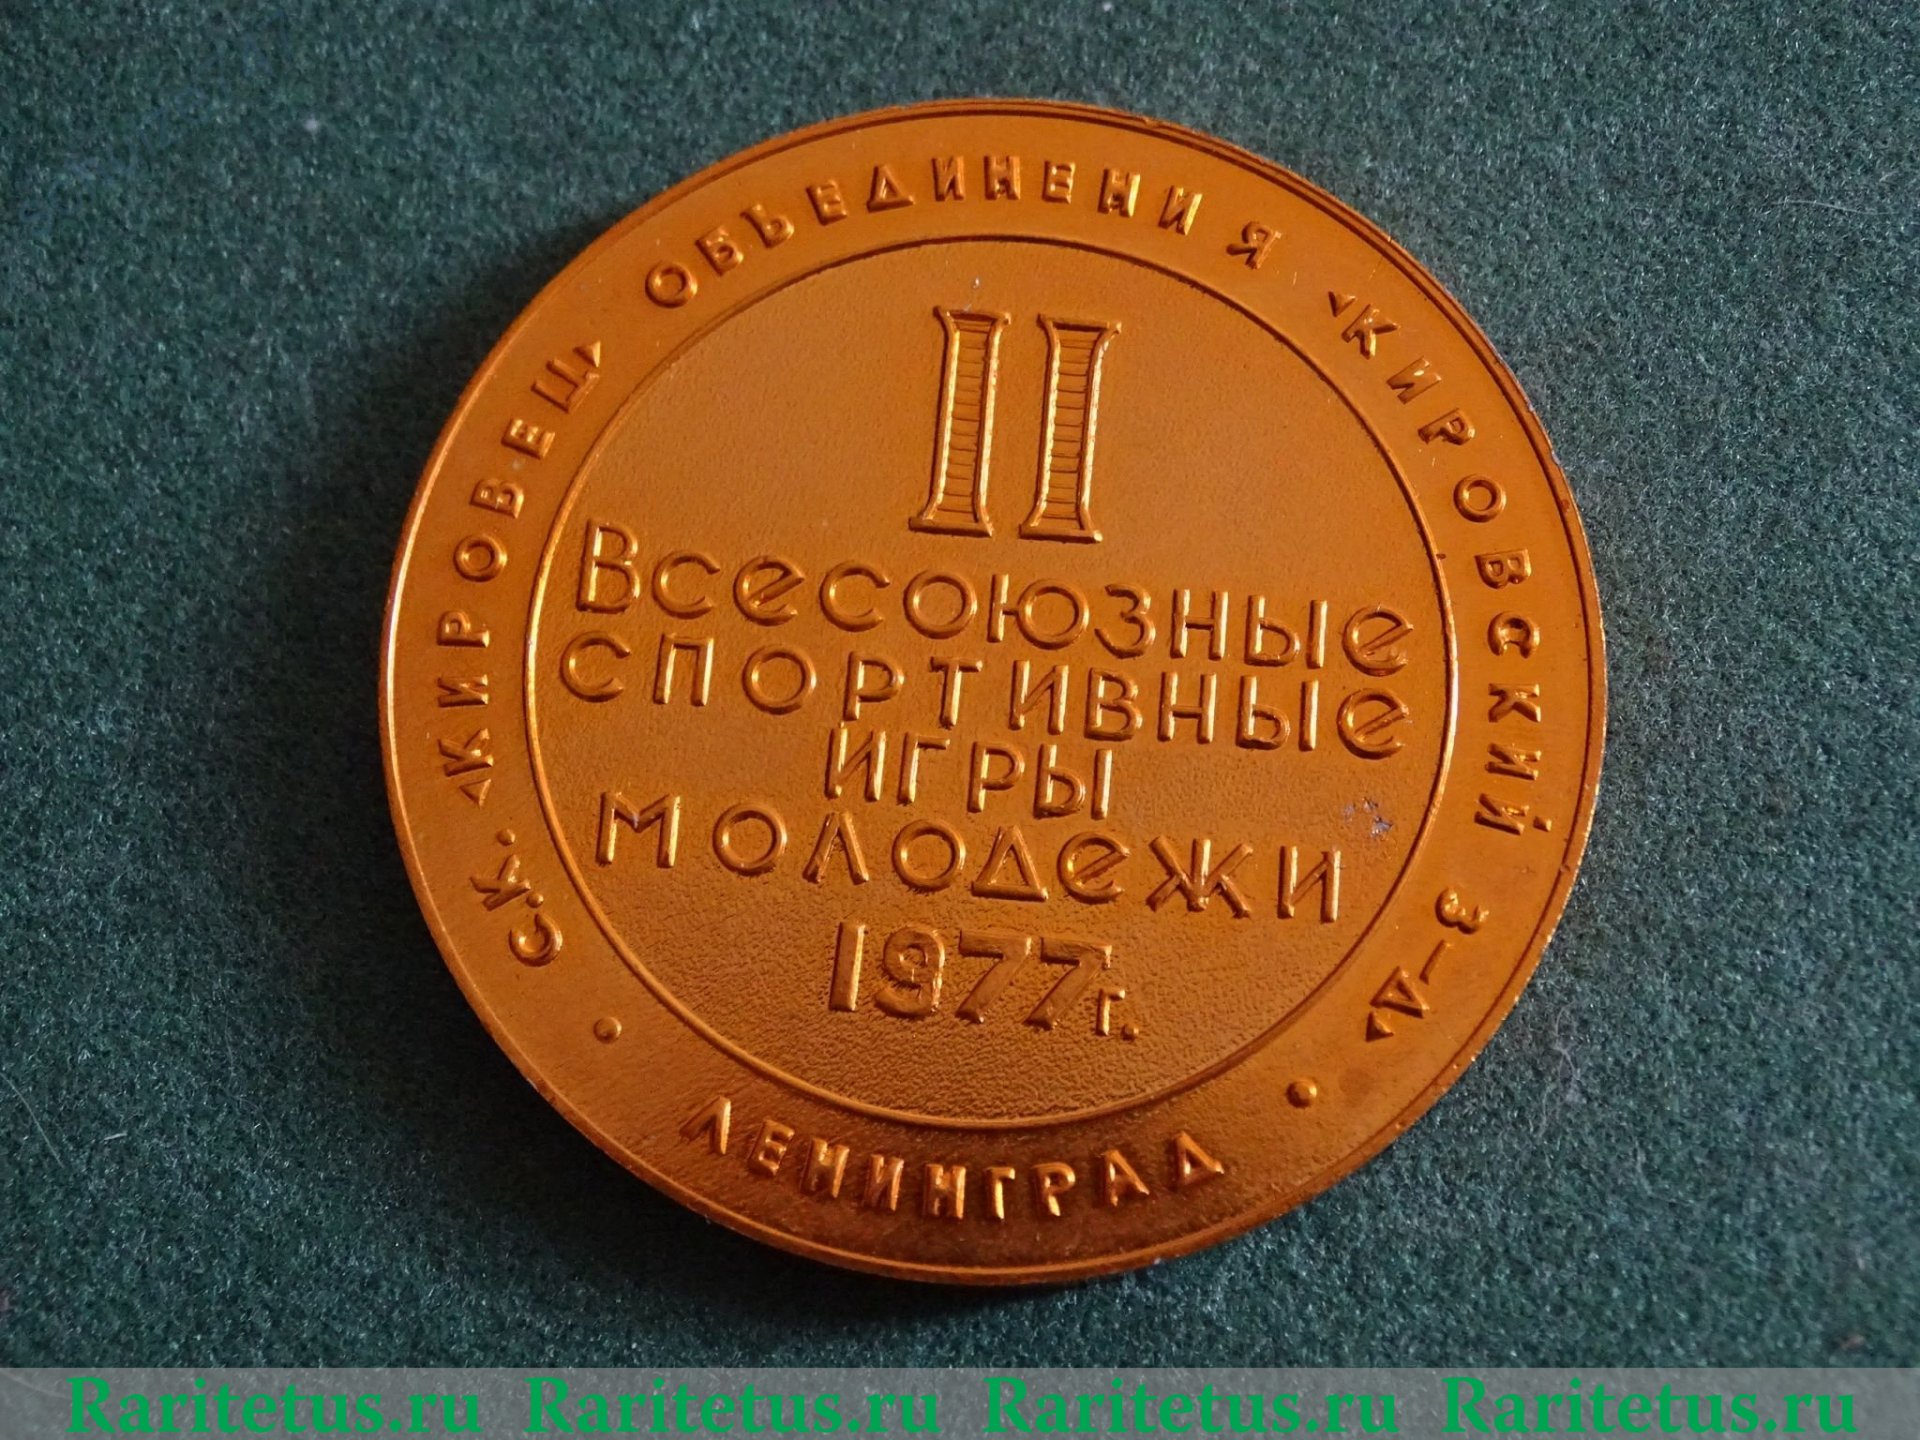 С.К. «КИРОВЕЦ» ОБЪЕДИНЕНИЯ «КИРОВСКИЙ З-Д»
II
Всесоюзные
спортивные
игры
молодежи
1977г.
• ЛЕНИНГРАД •
Raritetus.ru Raritetus.ru Raritetus.ru Raritetus.ru